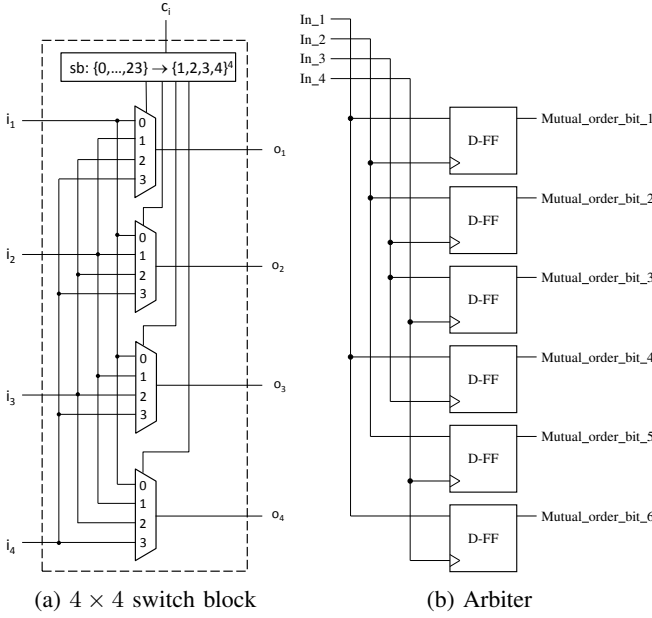 c_i
sb: {0,...,23} → {1,2,3,4}⁴
i_1
0
1
2
3
o_1
i_2
0
1
2
3
o_2
i_3
0
1
2
3
o_3
i_4
0
1
2
3
o_4
(a) 4 × 4 switch block
In_1
In_2
In_3
In_4
D-FF
Mutual_order_bit_1
D-FF
Mutual_order_bit_2
D-FF
Mutual_order_bit_3
D-FF
Mutual_order_bit_4
D-FF
Mutual_order_bit_5
D-FF
Mutual_order_bit_6
(b) Arbiter